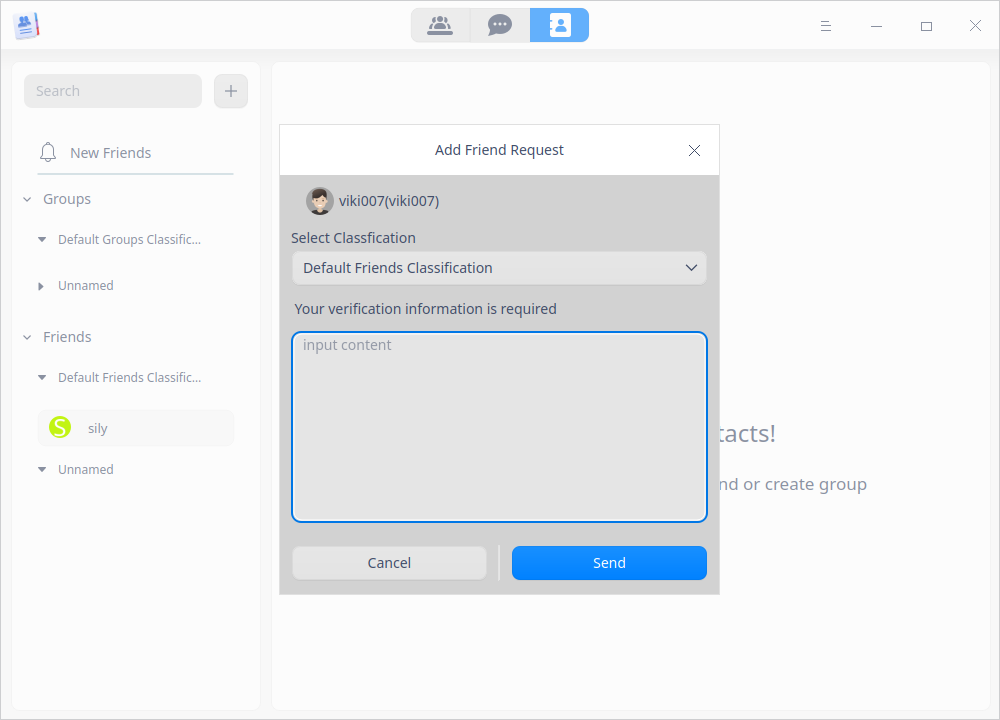 Search
New Friends
Groups
Default Groups Classific...
Unnamed
Friends
Default Friends Classific...
S
sily
Unnamed
Add Friend Request
viki007(viki007)
Select Classfication
Default Friends Classification
Your verification information is required
input content
Cancel
Send
tacts!
nd or create group